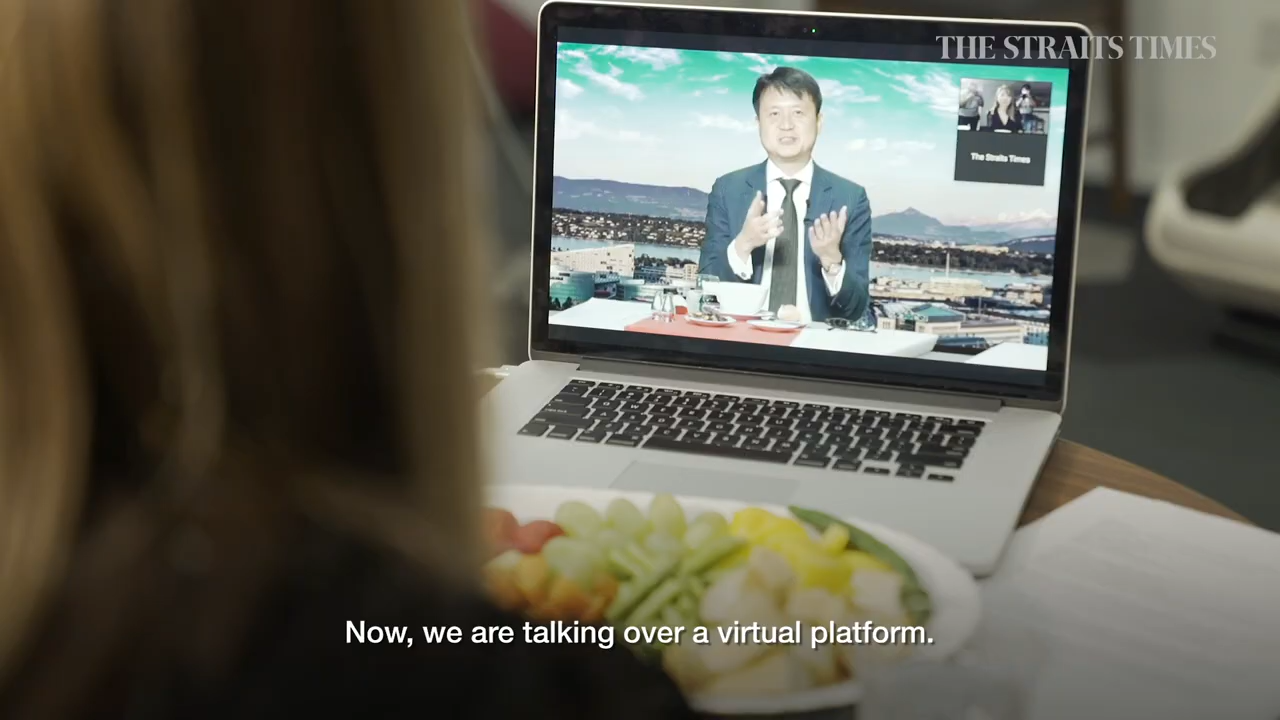 THE STRAITS TIMES
The Straits Times
Now, we are talking over a virtual platform.